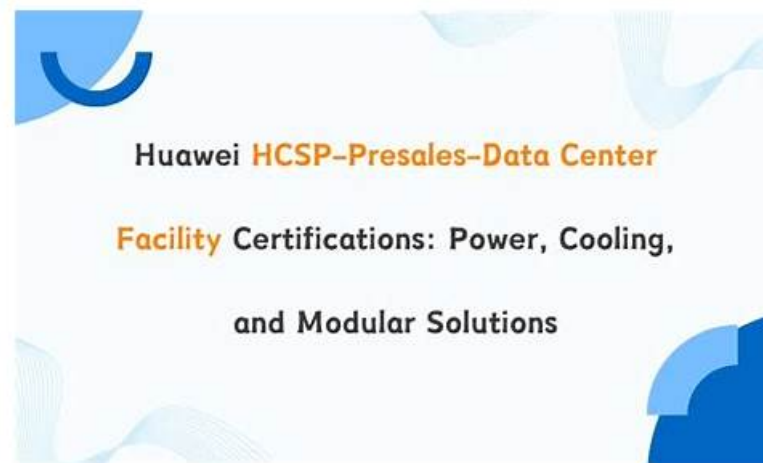 Huawei HCSP-Presales-Data Center
Facility Certifications: Power, Cooling,
and Modular Solutions